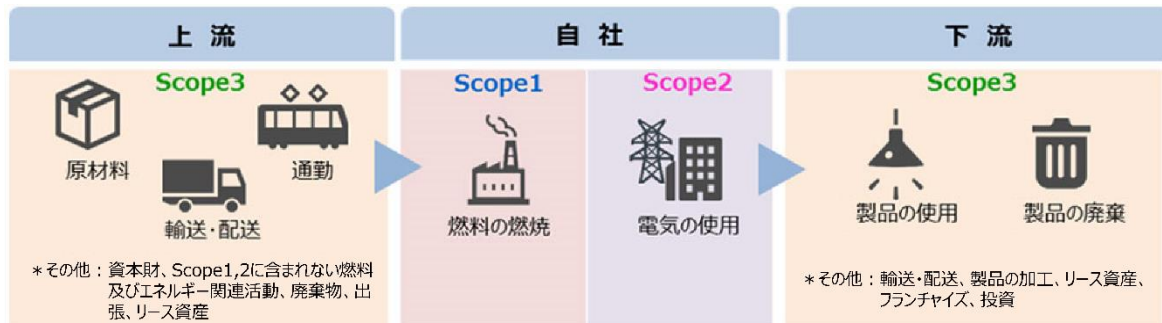 上 流
Scope3
原材料
輸送・配送
通勤
＊その他：資本財、Scope1,2に含まれない燃料
及びエネルギー関連活動、廃棄物、出
張、リース資産
自 社
Scope1
燃料の燃焼
Scope2
電気の使用
下 流
Scope3
製品の使用
製品の廃棄
＊その他：輸送・配送、製品の加工、リース資産、
フランチャイズ、投資